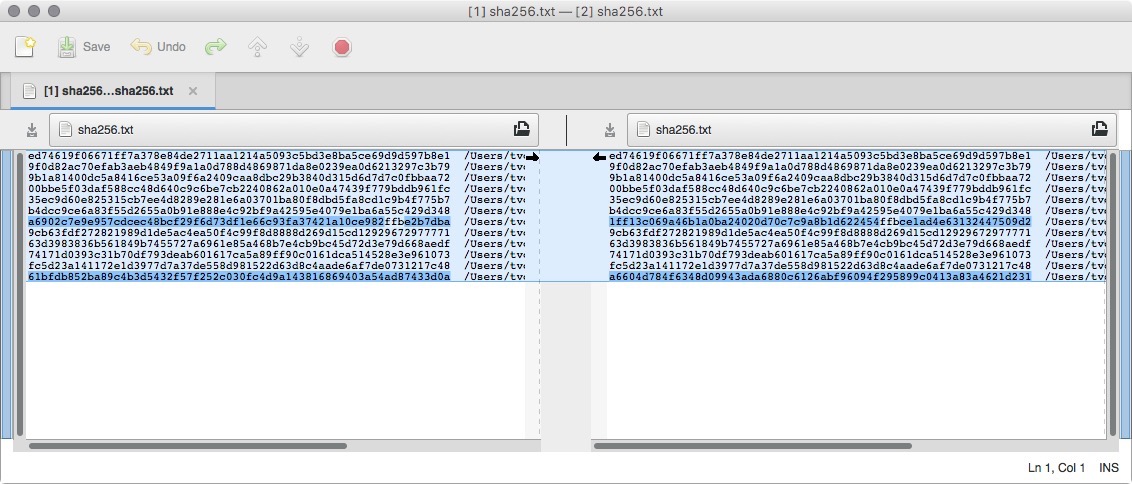 [1] sha256.txt — [2] sha256.txt
Save Undo
[1] sha256…sha256.txt
sha256.txt sha256.txt
ed74619f06671ff7a378e84de2711aa1214a5093c5bd3e8ba5ce69d9d597b8e1 /Users/tv ed74619f06671ff7a378e84de2711aa1214a5093c5bd3e8ba5ce69d9d597b8e1 /Users/tv
9f0d82ac70efab3aeb4849f9a1a0d788d4869871da8e0239ea0d6213297c3b79 /Users/tv 9f0d82ac70efab3aeb4849f9a1a0d788d4869871da8e0239ea0d6213297c3b79 /Users/tv
9b1a81400dc5a8416ce53a09f6a2409caa8dbc29b3840d315d6d7d7c0fbbaa72 /Users/tv 9b1a81400dc5a8416ce53a09f6a2409caa8dbc29b3840d315d6d7d7c0fbbaa72 /Users/tv
00bbe5f03daf588cc48d640c9c6be7cb2240862a010e0a47439f779bddb961fc /Users/tv 00bbe5f03daf588cc48d640c9c6be7cb2240862a010e0a47439f779bddb961fc /Users/tv
35ec9d60e825315cb7ee4d8289e281e6a03701ba80f8dbd5fa8cd1c9b4f775b7 /Users/tv 35ec9d60e825315cb7ee4d8289e281e6a03701ba80f8dbd5fa8cd1c9b4f775b7 /Users/tv
b4dcc9ce6a83f55d2655a0b91e888e4c92bf9a42595e4079e1ba6a55c429d348 /Users/tv b4dcc9ce6a83f55d2655a0b91e888e4c92bf9a42595e4079e1ba6a55c429d348 /Users/tv
a6902c7e9e957cdcec48bcf29f6d73df1e66c93fa37421a10ce982ffbe2b7dba /Users/tv 1ff13c069a46b1a0ba24020d70c7c9a8b1d622454ffbce1ad4e63132447509d2 /Users/tv
9cb63fdf272821989d1de5ac4ea50f4c99f8d8888d269d15cd12929672977771 /Users/tv 9cb63fdf272821989d1de5ac4ea50f4c99f8d8888d269d15cd12929672977771 /Users/tv
63d3983836b561849b7455727a6961e85a468b7e4cb9bc45d72d3e79d668aedf /Users/tv 63d3983836b561849b7455727a6961e85a468b7e4cb9bc45d72d3e79d668aedf /Users/tv
74171d0393c31b70df793deab601617ca5a89ff90c0161dca514528e3e961073 /Users/tv 74171d0393c31b70df793deab601617ca5a89ff90c0161dca514528e3e961073 /Users/tv
fc5d23a141172e1d3977d7a37de558d981522d63d8c4aade6af7de0731217c48 /Users/tv fc5d23a141172e1d3977d7a37de558d981522d63d8c4aade6af7de0731217c48 /Users/tv
61bfdb852ba89c4b3d5432f57f252c030fc4d9a143816869403a54ad87433d0a /Users/tv a6604d784f6348d09943ada6880c6126abf96094f295899c0413a83a4621d231 /Users/tv
Ln 1, Col 1 INS